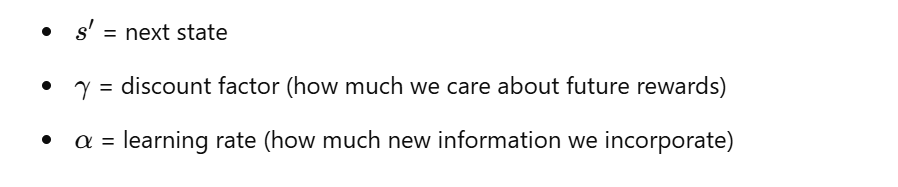 • s′ = next state
• γ = discount factor (how much we care about future rewards)
• α = learning rate (how much new information we incorporate)